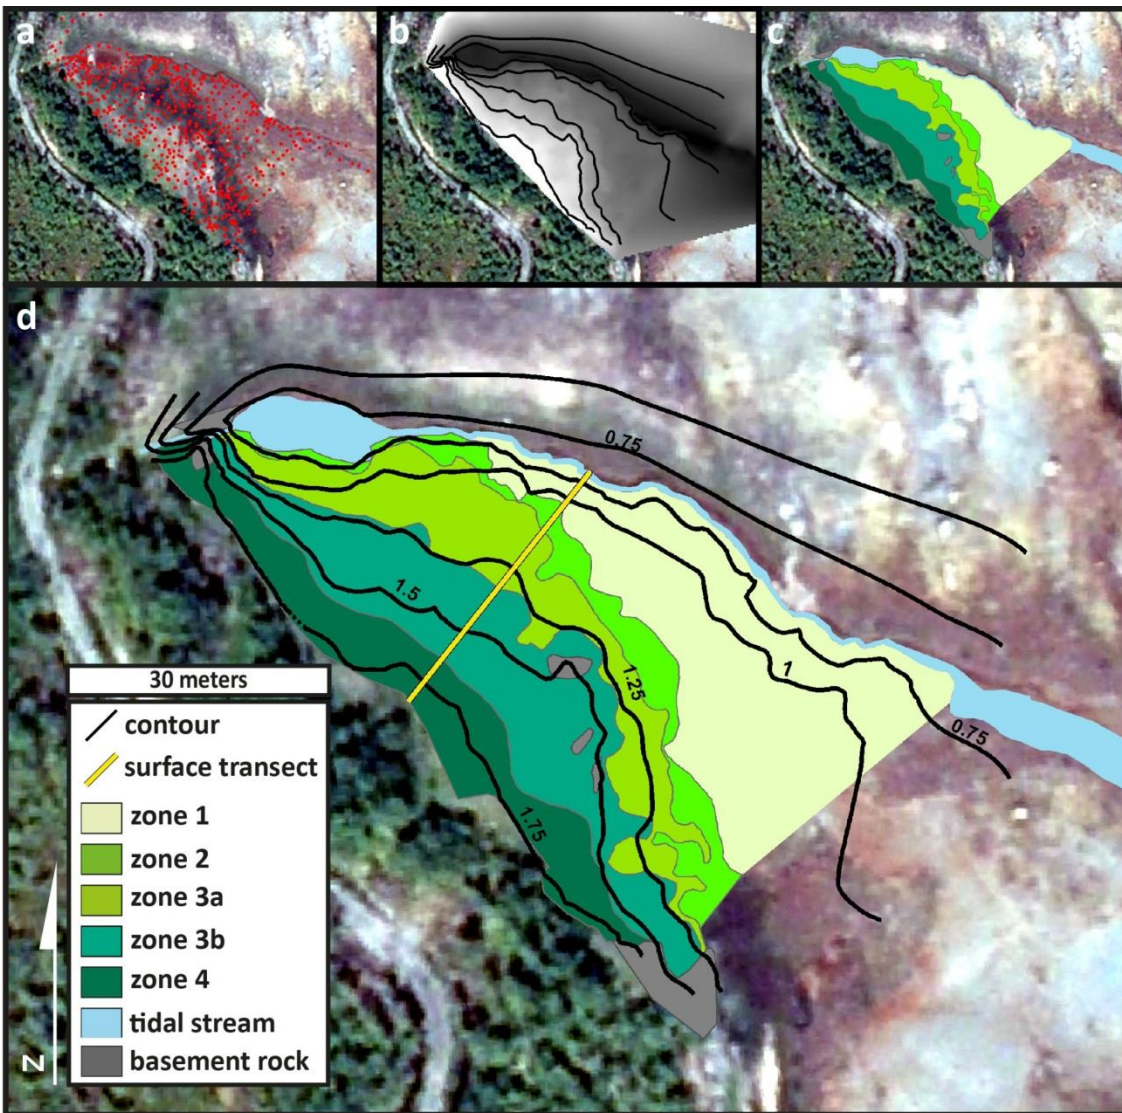 a
b
c
d
0.75
1.5
1.25
1
0.75
1.75
30 meters
contour
surface transect
zone 1
zone 2
zone 3a
zone 3b
zone 4
tidal stream
basement rock
N